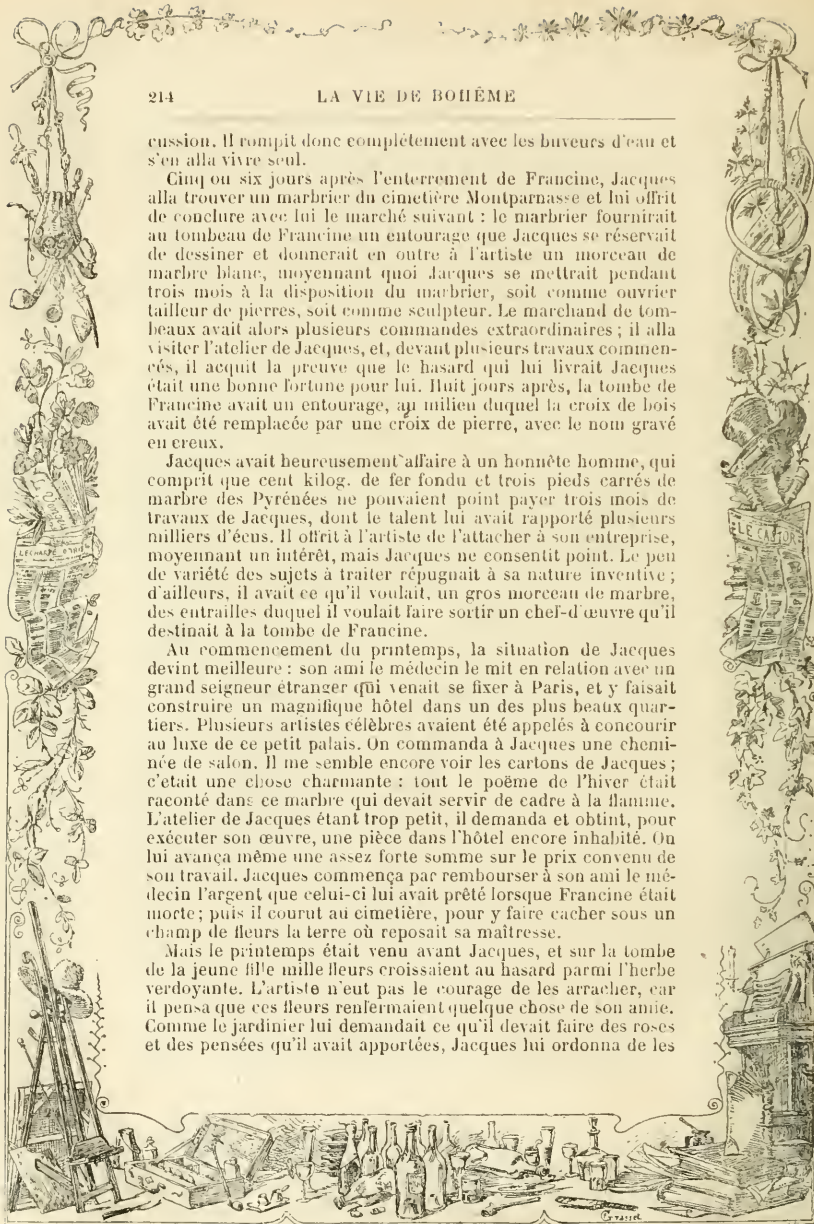 214 LA VIE DE BOHÊME
cussion. Il rompit donc complétement avec les buveurs d'eau et
s'en alla vivre seul.
Cinq ou six jours après l'enterrement de Francine, Jacques
alla trouver un marbrier du cimetière Montparnasse et lui offrit
de conclure avec lui le marché suivant : le marbrier fournirait
au tombeau de Francine un entourage que Jacques se réservait
de dessiner et donnerait en outre à l'artiste un morceau de
marbre blanc, moyennant quoi Jacques se mettrait pendant
trois mois à la disposition du marbrier, soit comme ouvrier
tailleur de pierres, soit comme sculpteur. Le marchand de tom-
beaux avait alors plusieurs commandes extraordinaires ; il alla
visiter l'atelier de Jacques, et, devant plusieurs travaux commen-
cés, il acquit la preuve que le hasard qui lui livrait Jacques
était une bonne fortune pour lui. Huit jours après, la tombe de
Francine avait un entourage, au milieu duquel la croix de bois
avait été remplacée par une croix de pierre, avec le nom gravé
en creux.
Jacques avait heureusement affaire à un honnête homme, qui
comprit que cent kilog. de fer fondu et trois pieds carrés de
marbre des Pyrénées ne pouvaient point payer trois mois de
travaux de Jacques, dont le talent lui avait rapporté plusieurs
milliers d'écus. Il offrit à l'artiste de l'attacher à son entreprise,
moyennant un intérêt, mais Jacques ne consentit point. Le peu
de variété des sujets à traiter répugnait à sa nature inventive ;
d'ailleurs, il avait ce qu'il voulait, un gros morceau de marbre,
des entrailles duquel il voulait faire sortir un chef-d'œuvre qu'il
destinait à la tombe de Francine.
Au commencement du printemps, la situation de Jacques
devint meilleure : son ami le médecin le mit en relation avec un
grand seigneur étranger qui venait se fixer à Paris, et y faisait
construire un magnifique hôtel dans un des plus beaux quar-
tiers. Plusieurs artistes célèbres avaient été appelés à concourir
au luxe de ce petit palais. On commanda à Jacques une chemi-
née de salon. Il me semble encore voir les cartons de Jacques ;
c'etait une chose charmante : tout le poëme de l'hiver était
raconté dans ce marbre qui devait servir de cadre à la flamme.
L'atelier de Jacques étant trop petit, il demanda et obtint, pour
exécuter son œuvre, une pièce dans l'hôtel encore inhabité. On
lui avança même une assez forte somme sur le prix convenu de
son travail. Jacques commença par rembourser à son ami le mé-
decin l'argent que celui-ci lui avait prêté lorsque Francine était
morte ; puis il courut au cimetière, pour y faire cacher sous un
champ de fleurs la terre où reposait sa maîtresse.
Mais le printemps était venu avant Jacques, et sur la tombe
de la jeune fille mille fleurs croissaient au hasard parmi l'herbe
verdoyante. L'artiste n'eut pas le courage de les arracher, car
il pensa que ces fleurs renfermaient quelque chose de son amie.
Comme le jardinier lui demandait ce qu'il devait faire des roses
et des pensées qu'il avait apportées, Jacques lui ordonna de les
LE CASTOR
Grasset